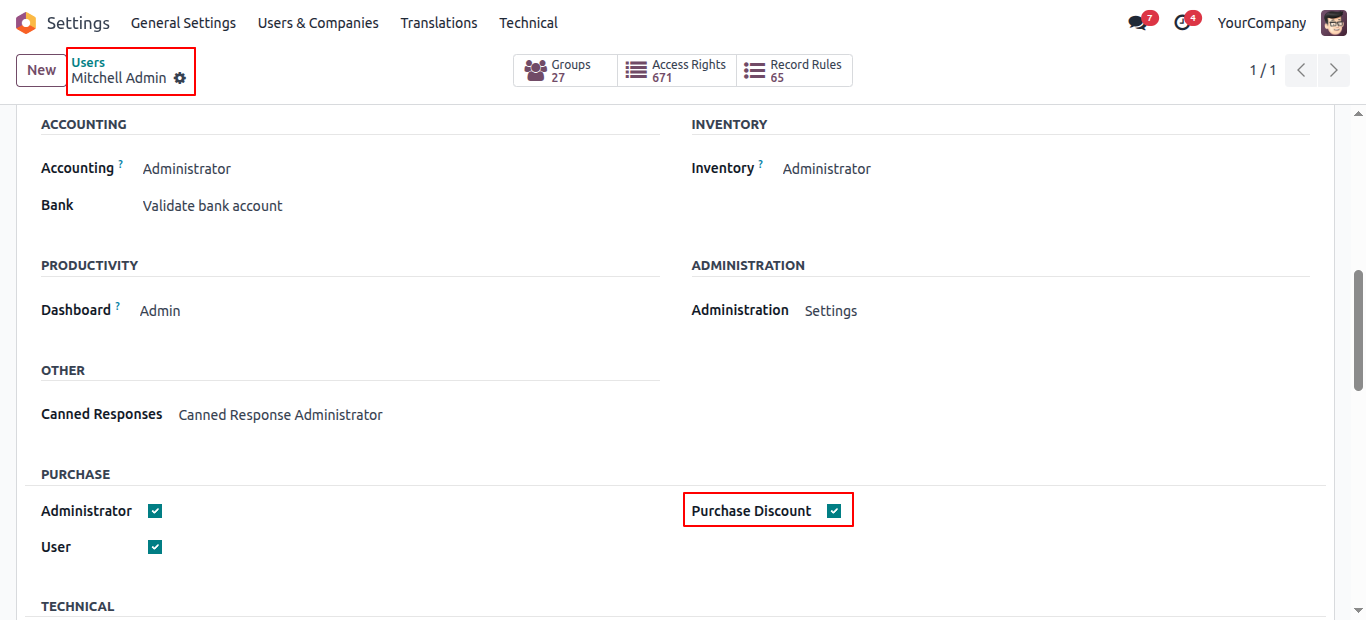 Settings General Settings Users & Companies Translations Technical 7 4 YourCompany
New Users Groups Access Rights Record Rules 1 / 1
Mitchell Admin 27 671 65
ACCOUNTING INVENTORY
Accounting ? Administrator Inventory ? Administrator
Bank Validate bank account
PRODUCTIVITY ADMINISTRATION
Dashboard ? Admin Administration Settings
OTHER
Canned Responses Canned Response Administrator
PURCHASE
Administrator Purchase Discount
User
TECHNICAL